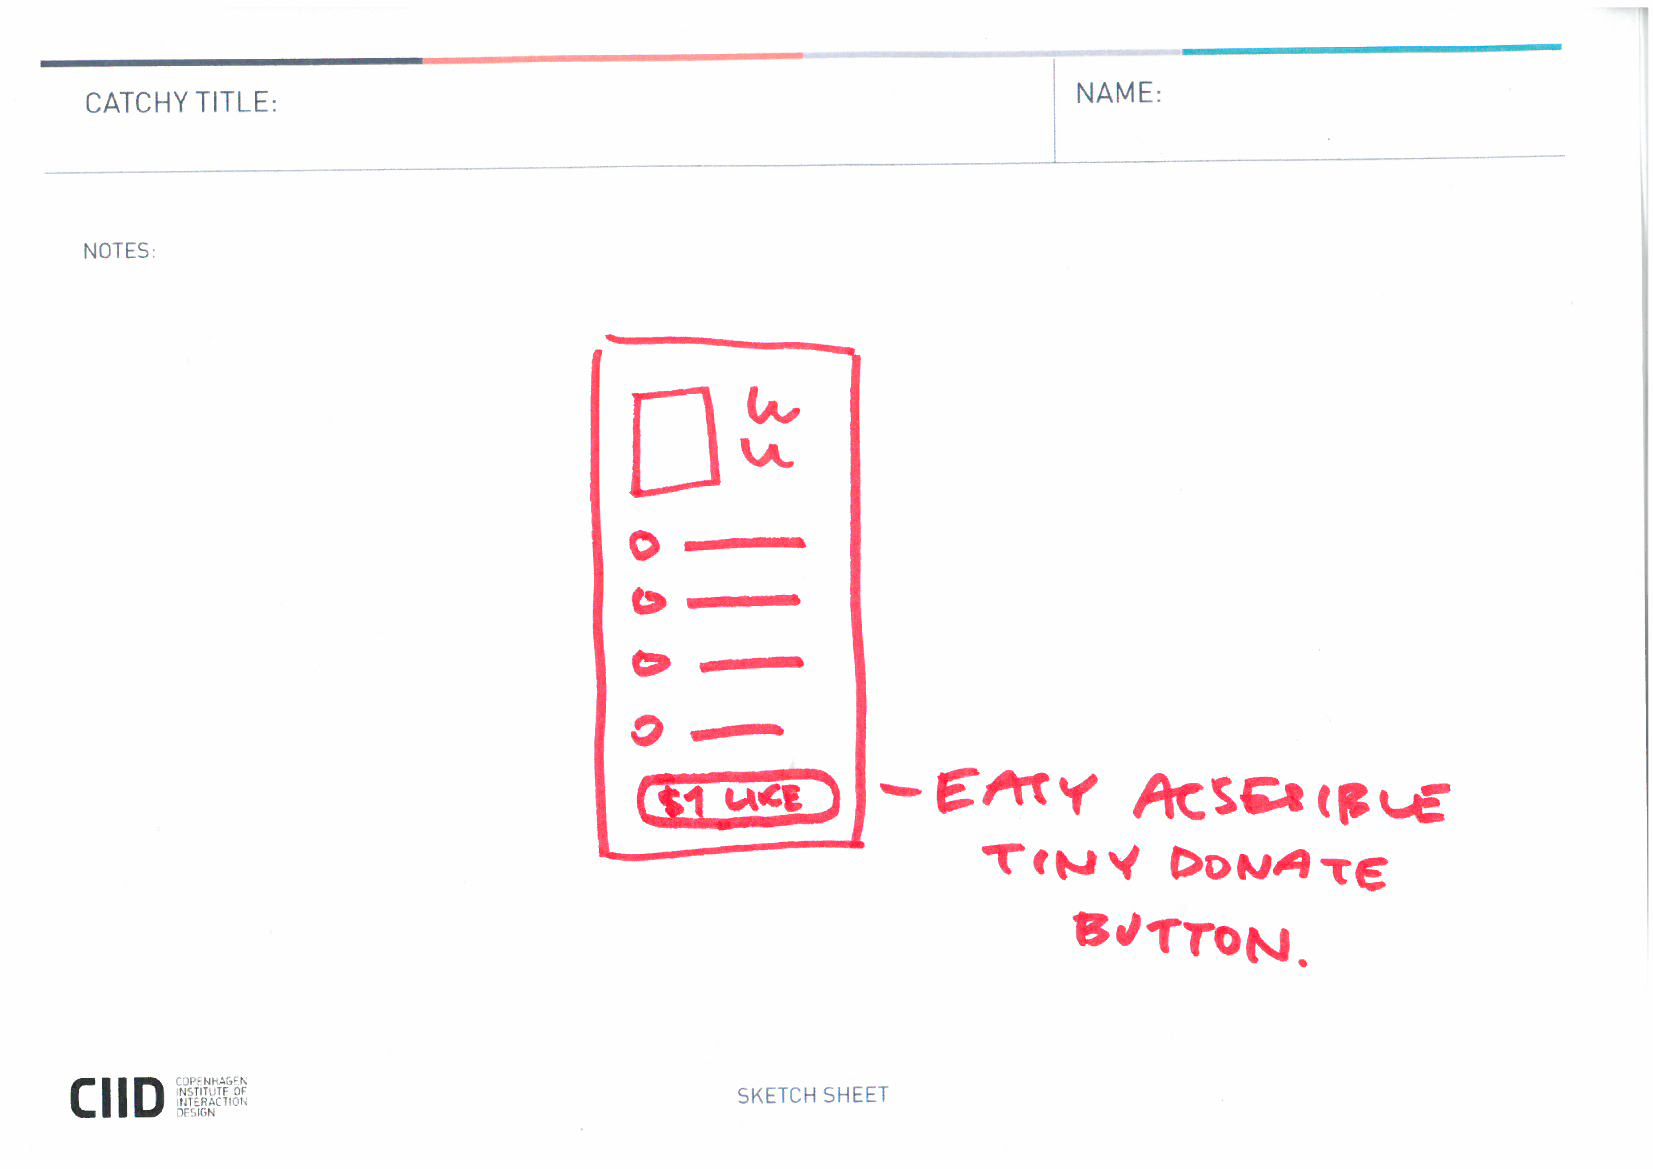 CATCHY TITLE:
NAME:
NOTES:
$1 LIKE
- EASY ACSESIBLE
TINY DONATE
BUTTON.
CIID
COPENHAGEN
INSTITUTE OF
INTERACTION
DESIGN
SKETCH SHEET